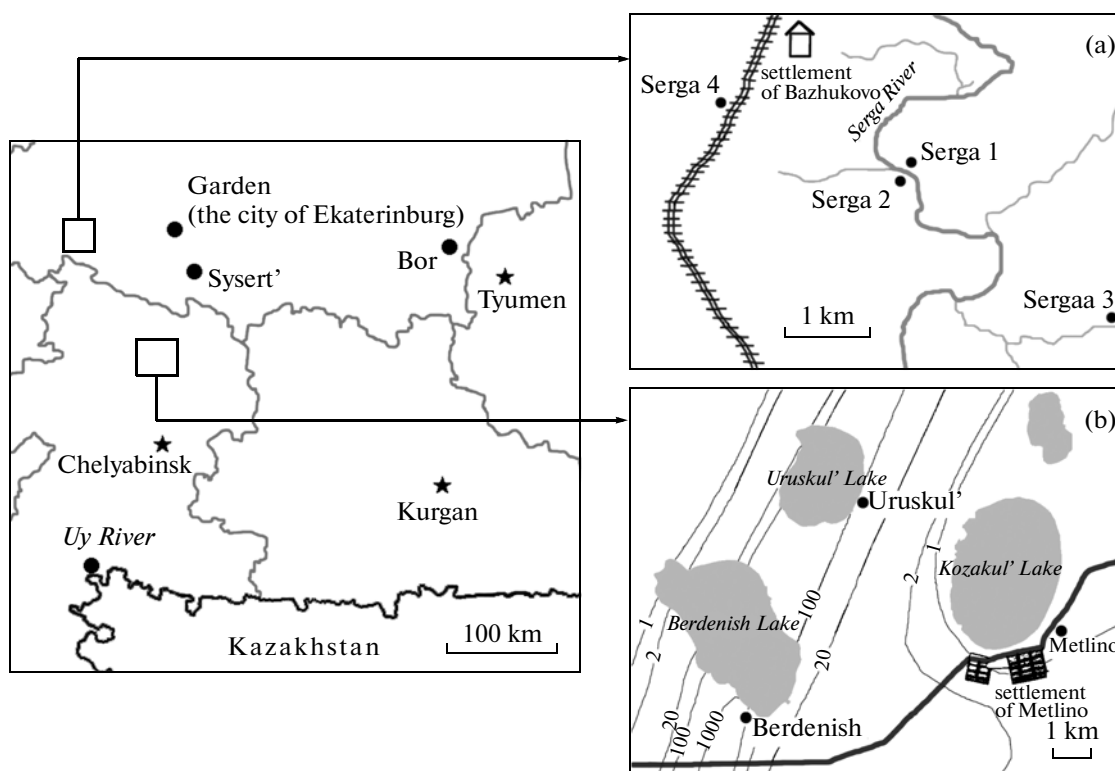 Garden
(the city of Ekaterinburg)
Bor
Sysert’
Tyumen
Chelyabinsk
Kurgan
Uy River
Kazakhstan
100 km
(a)
settlement
of Bazhukovo
Serga River
Serga 4
Serga 1
Serga 2
Sergaa 3
1 km
(b)
Uruskul’ Lake
Uruskul’
Kozakul’ Lake
Berdenish Lake
Metlino
settlement
of Metlino
Berdenish
1 km
1
2
20
100
1000
100
20
1
2